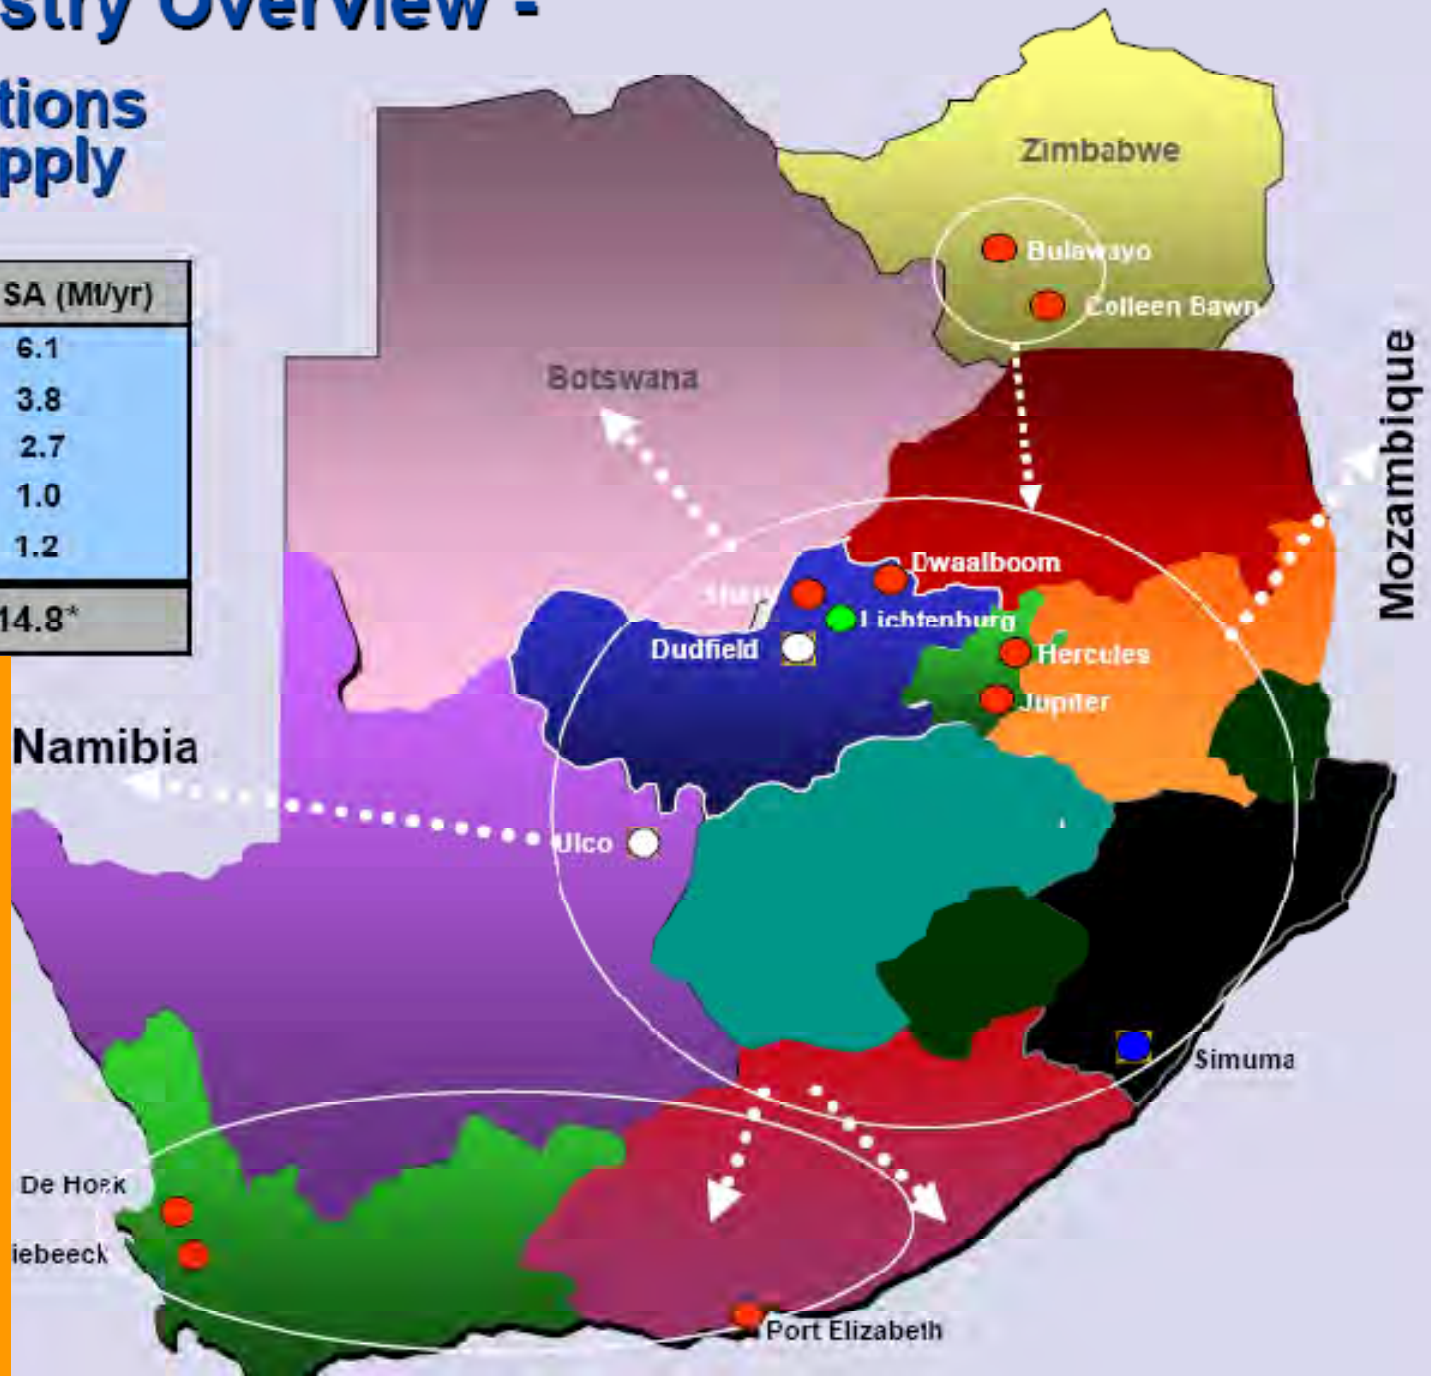 stry Overview -
tions
pply
SA (Mt/yr)
6.1
3.8
2.7
1.0
1.2
14.8*
Zimbabwe
Bulawayo
Colleen Bawn
Botswana
Mozambique
Dwaalboom
Lichtenburg
Dudfield
Hercules
Jupiter
Namibia
Ulco
Simuma
De Hoek
iebeeck
Port Elizabeth